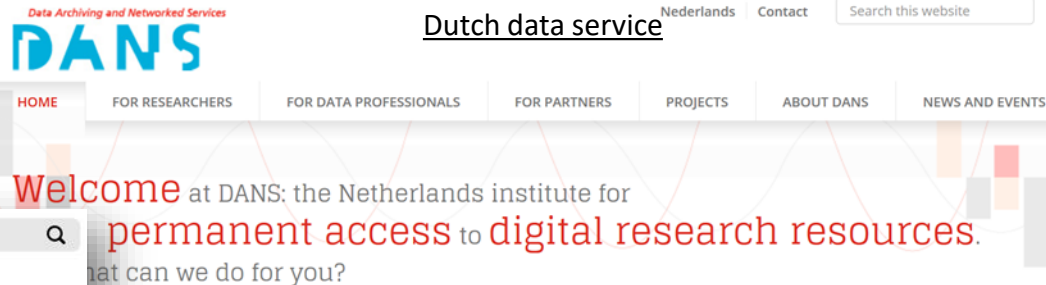 Data Archiving and Networked Services
DANS
Dutch data service
Nederlands Contact Search this website
HOME FOR RESEARCHERS FOR DATA PROFESSIONALS FOR PARTNERS PROJECTS ABOUT DANS NEWS AND EVENTS
Welcome at DANS: the Netherlands institute for
permanent access to digital research resources.
hat can we do for you?